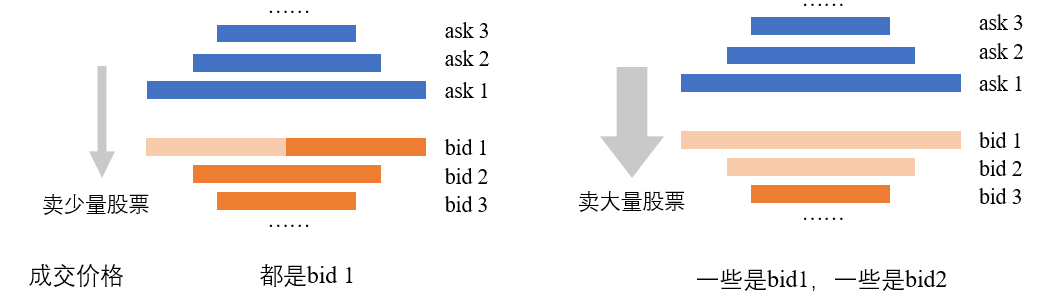 ……
ask 3
ask 2
ask 1
bid 1
bid 2
bid 3
……
卖少量股票
成交价格
都是bid 1
……
ask 3
ask 2
ask 1
bid 1
bid 2
bid 3
……
卖大量股票
一些是bid1，一些是bid2